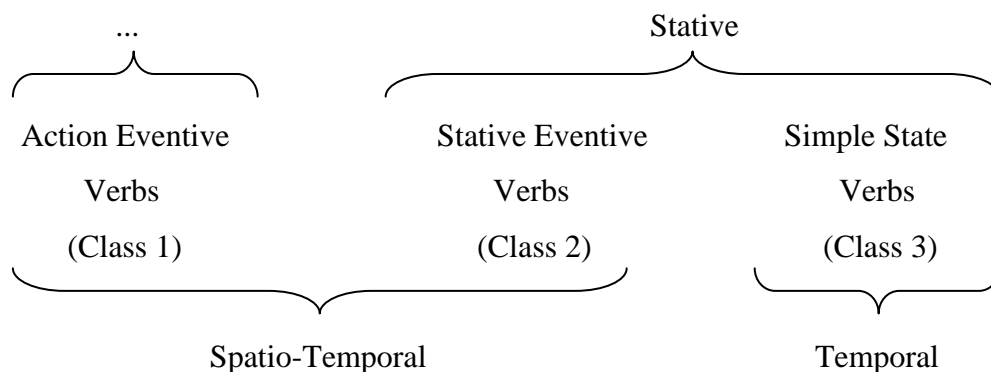 ... Stative
Action Eventive Stative Eventive Simple State
Verbs Verbs Verbs
(Class 1) (Class 2) (Class 3)
Spatio-Temporal Temporal